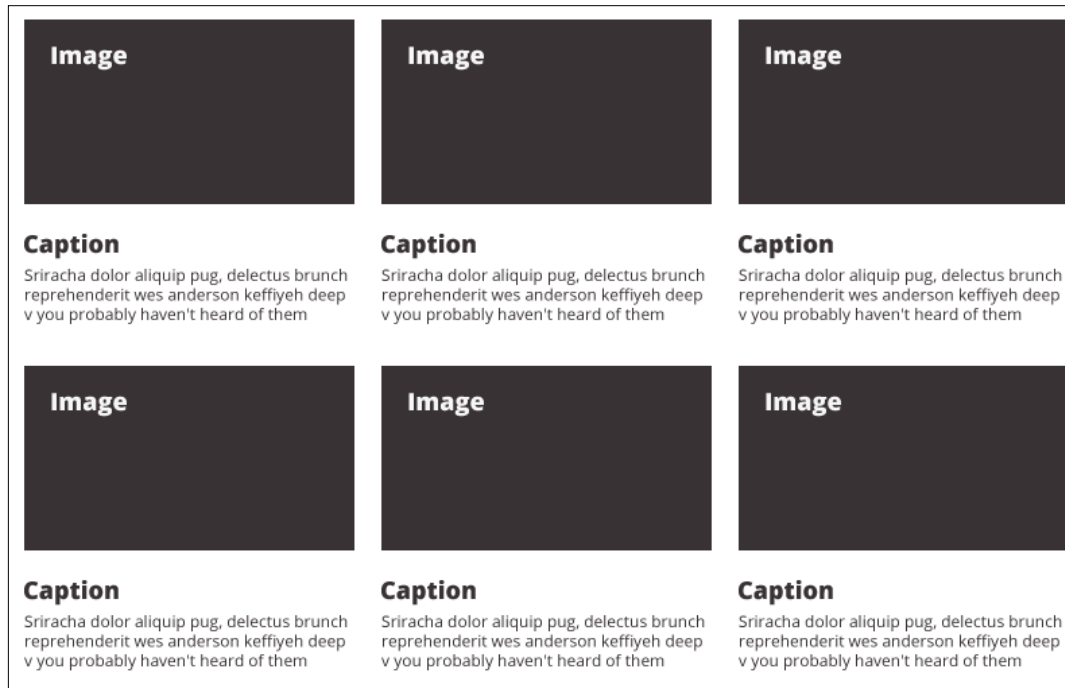 Image
Image
Image
Caption
Sriracha dolor aliquip pug, delectus brunch
reprehenderit wes anderson keffiyeh deep
v you probably haven't heard of them
Caption
Sriracha dolor aliquip pug, delectus brunch
reprehenderit wes anderson keffiyeh deep
v you probably haven't heard of them
Caption
Sriracha dolor aliquip pug, delectus brunch
reprehenderit wes anderson keffiyeh deep
v you probably haven't heard of them
Image
Image
Image
Caption
Sriracha dolor aliquip pug, delectus brunch
reprehenderit wes anderson keffiyeh deep
v you probably haven't heard of them
Caption
Sriracha dolor aliquip pug, delectus brunch
reprehenderit wes anderson keffiyeh deep
v you probably haven't heard of them
Caption
Sriracha dolor aliquip pug, delectus brunch
reprehenderit wes anderson keffiyeh deep
v you probably haven't heard of them